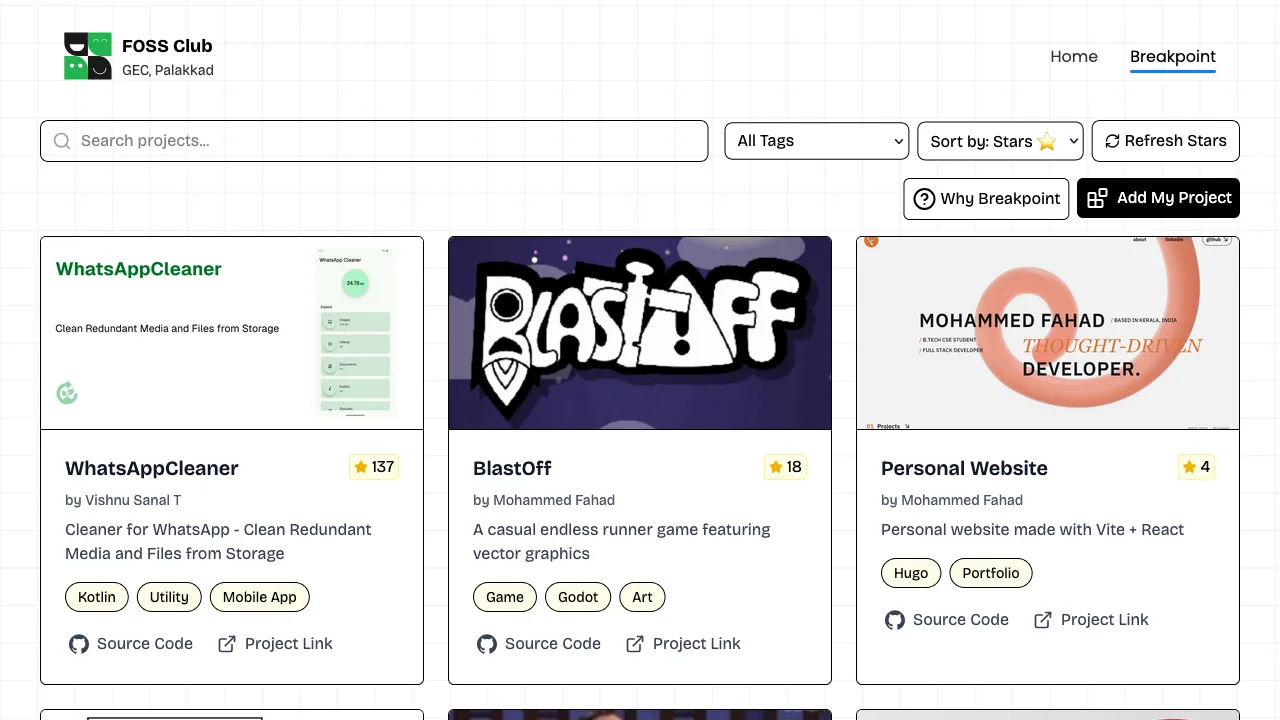 FOSS Club
GEC, Palakkad
Home
Breakpoint
Search projects...
All Tags
Sort by: Stars ⭐
Refresh Stars
Why Breakpoint
Add My Project
WhatsAppCleaner
Clean Redundant Media and Files from Storage
WhatsApp Cleaner
24.78
Explore
Images
Videos
Documents
Audios
BLASTOFF
about
linkedin
github
MOHAMMED FAHAD
/ BASED IN KERALA, INDIA
/ B.TECH CSE STUDENT
/ FULL STACK DEVELOPER
THOUGHT-DRIVEN
DEVELOPER.
01 Projects
WhatsAppCleaner
137
by Vishnu Sanal T
Cleaner for WhatsApp - Clean Redundant
Media and Files from Storage
Kotlin
Utility
Mobile App
Source Code
Project Link
BlastOff
18
by Mohammed Fahad
A casual endless runner game featuring
vector graphics
Game
Godot
Art
Source Code
Project Link
Personal Website
4
by Mohammed Fahad
Personal website made with Vite + React
Hugo
Portfolio
Source Code
Project Link